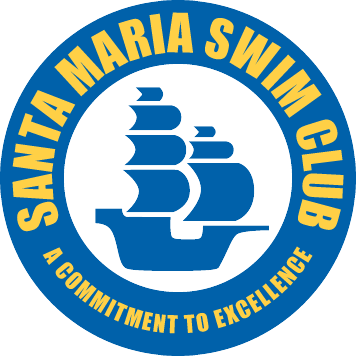 SANTA MARIA SWIM CLUB
A COMMITMENT TO EXCELLENCE